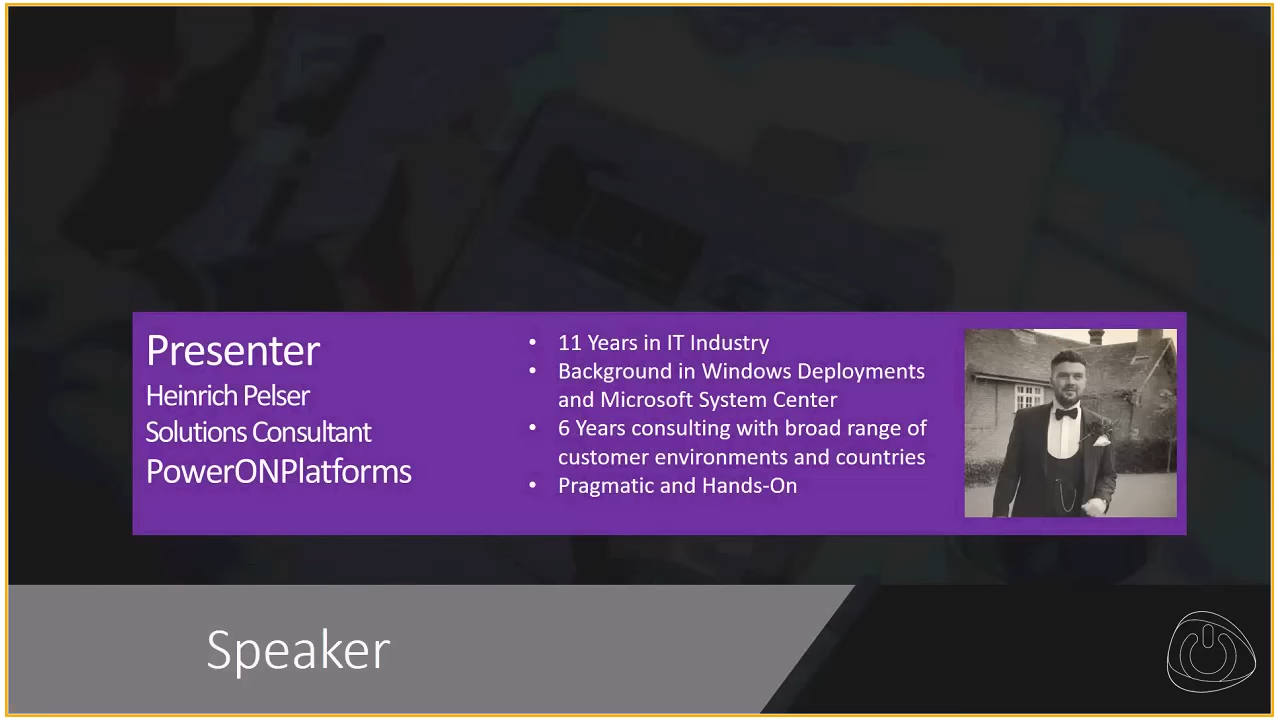 Presenter
Heinrich Pelser
Solutions Consultant
PowerONPlatforms
• 11 Years in IT Industry
• Background in Windows Deployments
and Microsoft System Center
• 6 Years consulting with broad range of
customer environments and countries
• Pragmatic and Hands-On
Speaker